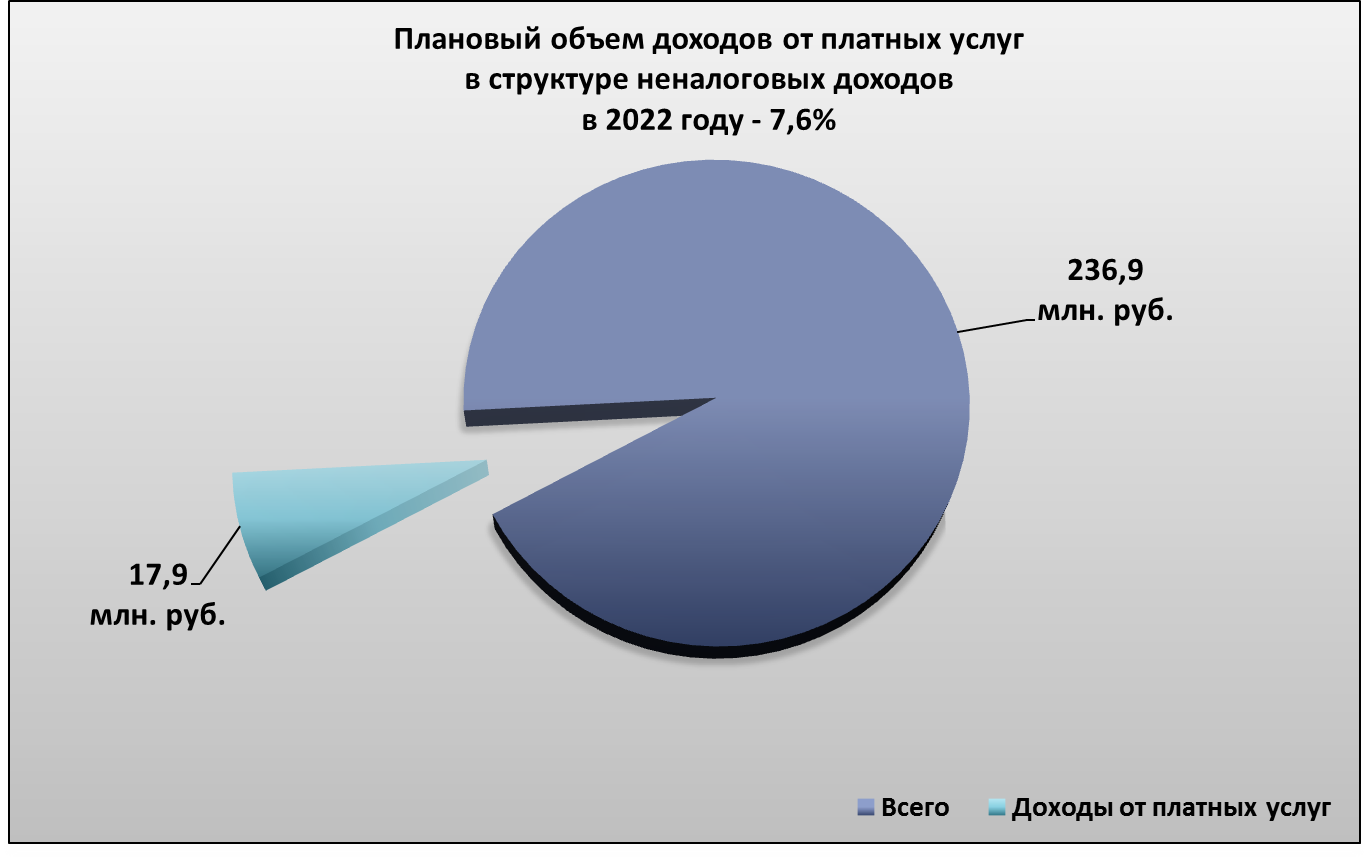 Плановый объем доходов от платных услуг
в структуре неналоговых доходов
в 2022 году - 7,6%
236,9
млн. руб.
17,9
млн. руб.
Всего
Доходы от платных услуг